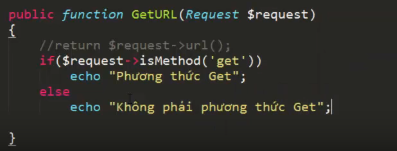 public function GetURL(Request $request)
{
//return $request->url();
if($request->isMethod('get'))
echo "Phương thức Get";
else
echo "Không phải phương thức Get";
}